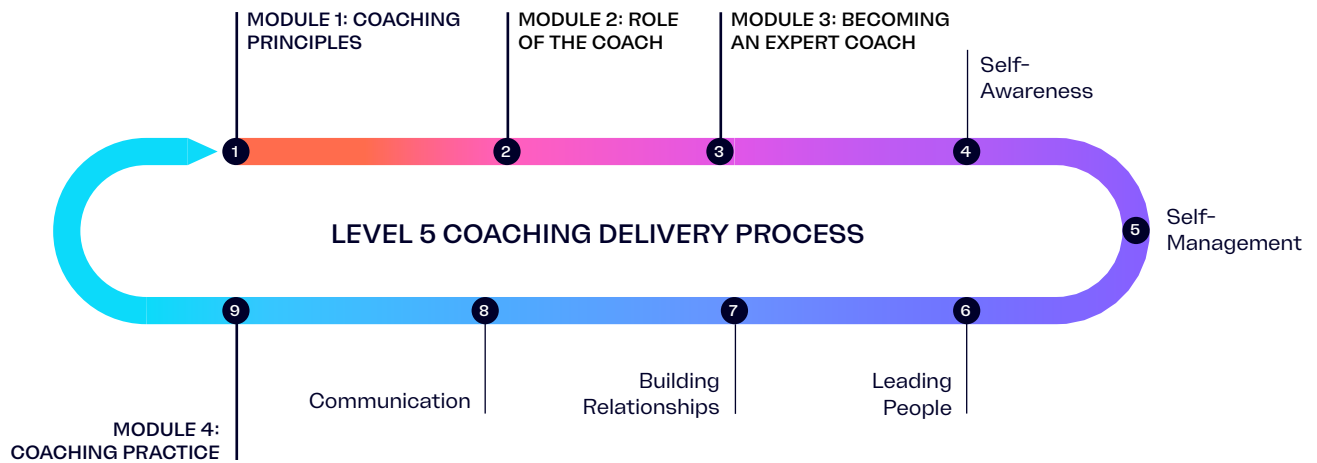 MODULE 1: COACHING
PRINCIPLES
MODULE 2: ROLE
OF THE COACH
MODULE 3: BECOMING
AN EXPERT COACH
Self-
Awareness
1
2
3
4
LEVEL 5 COACHING DELIVERY PROCESS
5
Self-
Management
9
8
7
6
Communication
Building
Relationships
Leading
People
MODULE 4:
COACHING PRACTICE